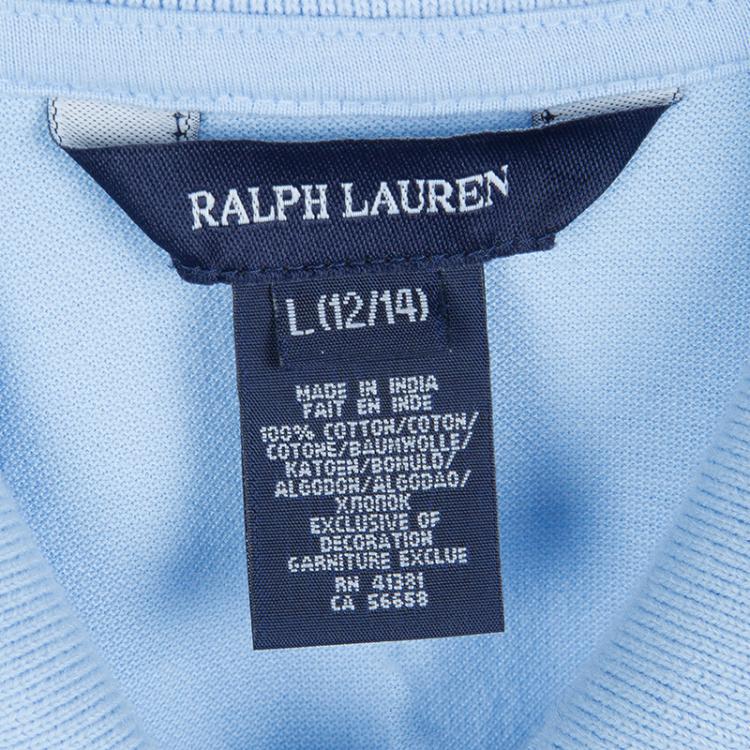 RALPH LAUREN
L (12/14)
MADE IN INDIA
FAIT EN INDE
100% COTTON/COTON/
COTONE/BAUMWOLLE/
KATOEN/BOMULD/
ALGODON/ALGODAO/
ХЛОПОК
EXCLUSIVE OF
DECORATION
GARNITURE EXCLUE
RN 41381
CA 56658